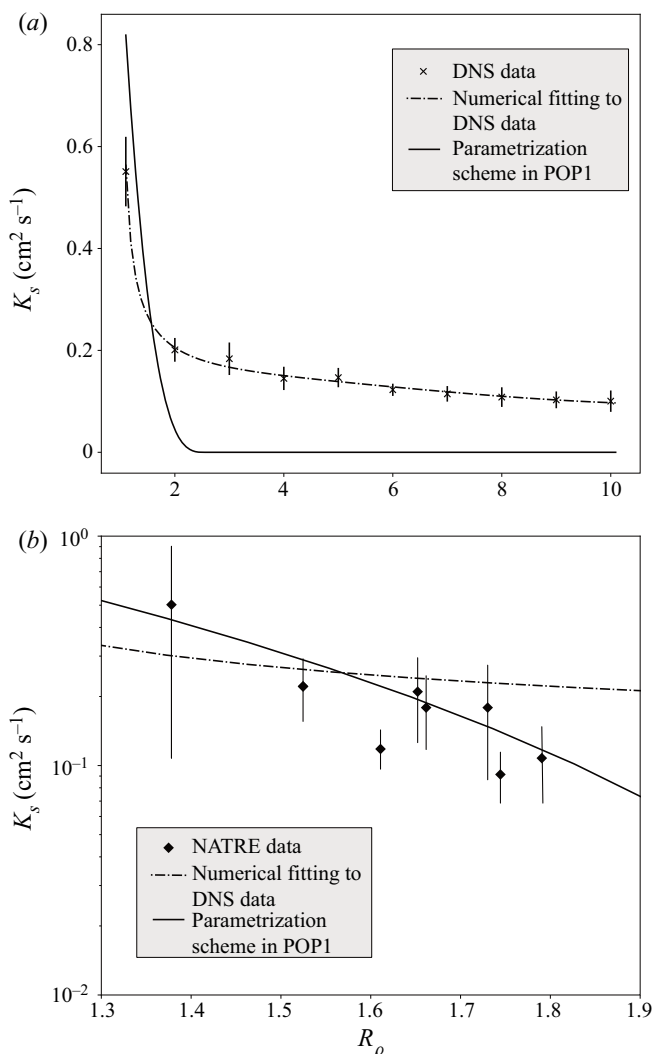 (a)
0.8
0.6
0.4
0.2
0
K_s (cm² s⁻¹)
DNS data
Numerical fitting to
DNS data
Parametrization
scheme in POP1
2 4 6 8 10
(b)
10⁰
10⁻¹
10⁻²
K_s (cm² s⁻¹)
NATRE data
Numerical fitting to
DNS data
Parametrization
scheme in POP1
1.3 1.4 1.5 1.6 1.7 1.8 1.9
R_ρ